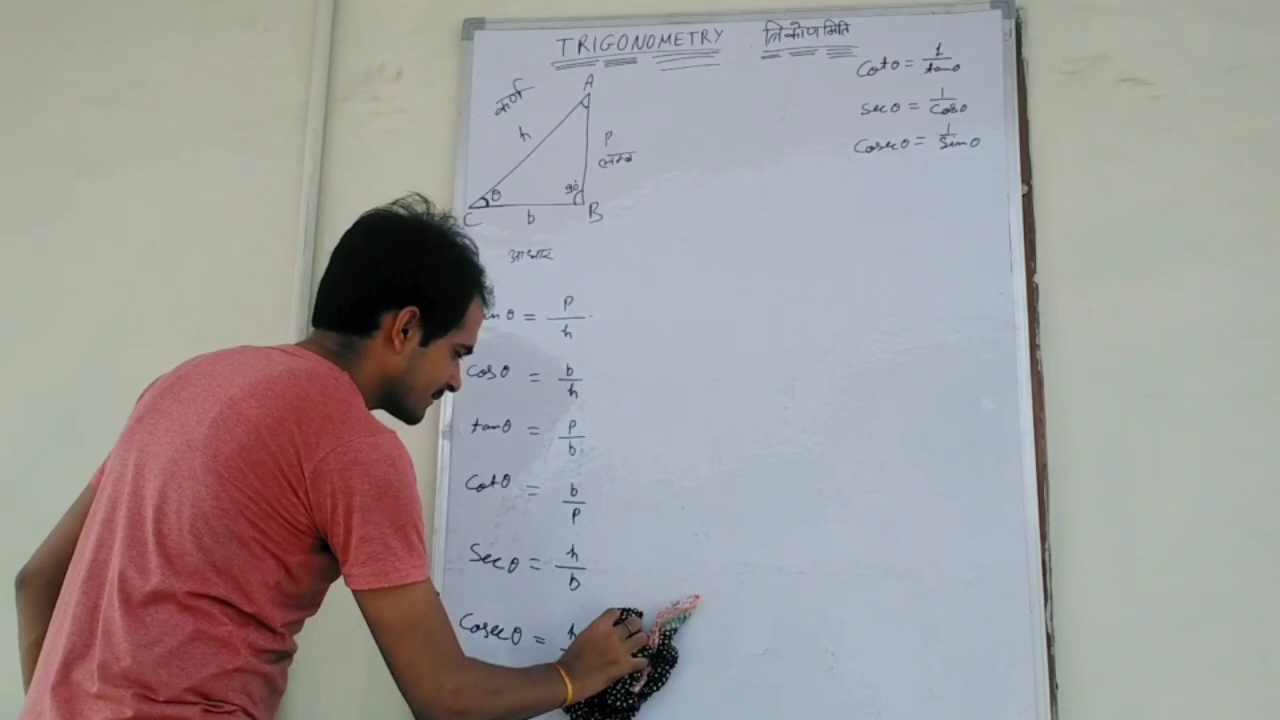 TRIGONOMETRY त्रिकोणमिति
cotθ = 1/tanθ
secθ = 1/cosθ
cosecθ = 1/sinθ
A
कर्ण
h
P
लम्ब
θ
90°
C
b
B
आधार
inθ = P/h
cosθ = b/h
tanθ = P/b
cotθ = b/P
Secθ = h/b
Cosecθ = h